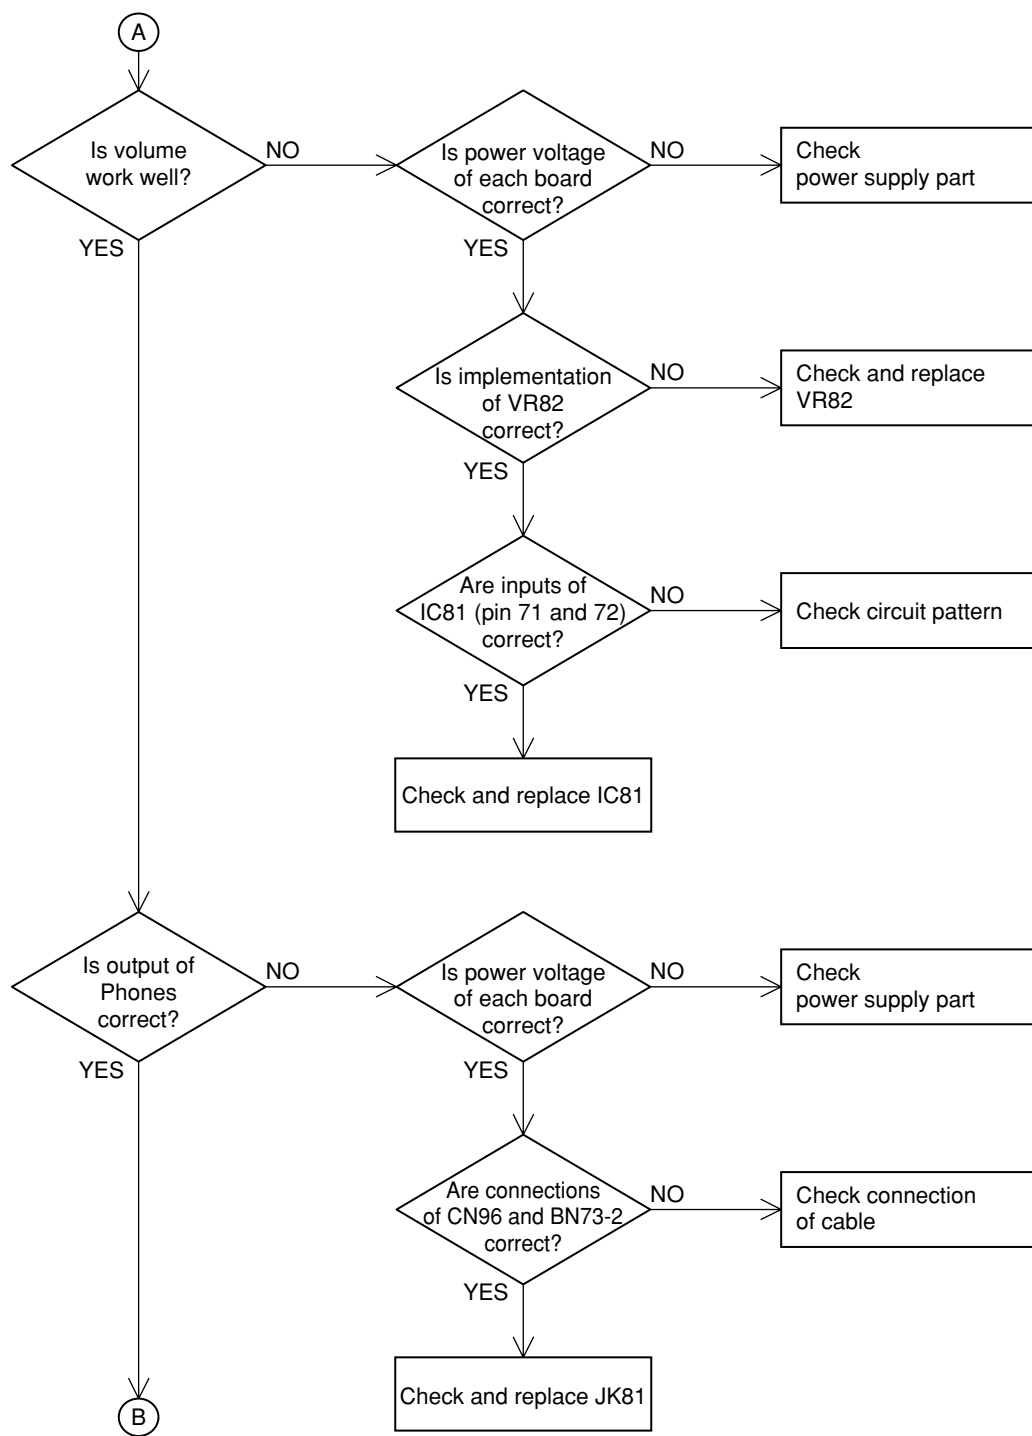 A
Is volume
work well?
NO
Is power voltage
of each board
correct?
NO
Check
power supply part
YES
YES
Is implementation
of VR82
correct?
NO
Check and replace
VR82
YES
Are inputs of
IC81 (pin 71 and 72)
correct?
NO
Check circuit pattern
YES
Check and replace IC81
Is output of
Phones
correct?
NO
Is power voltage
of each board
correct?
NO
Check
power supply part
YES
YES
Are connections
of CN96 and BN73-2
correct?
NO
Check connection
of cable
YES
Check and replace JK81
B